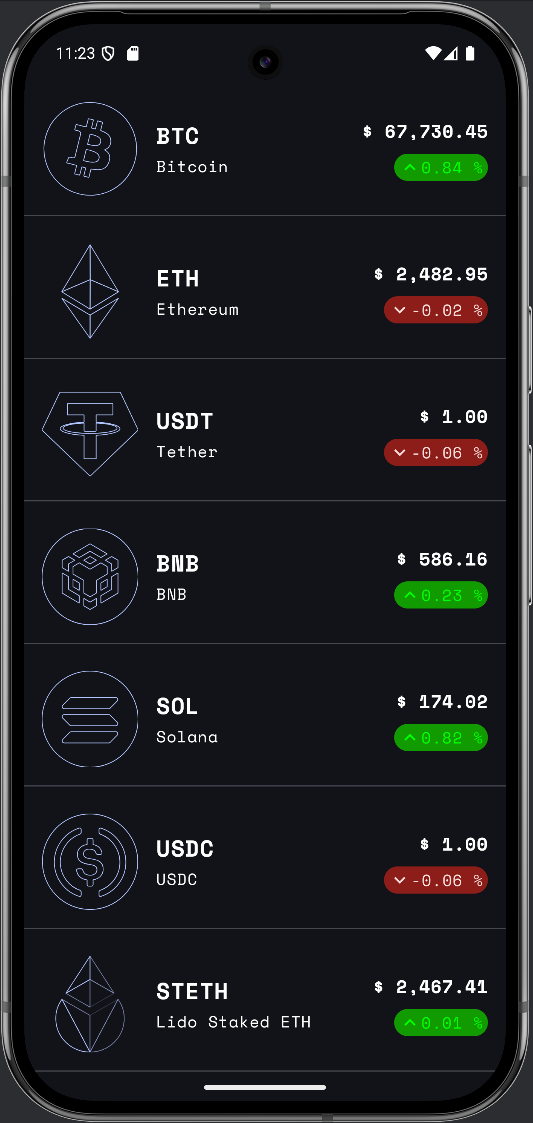 11:23
BTC
Bitcoin
$ 67,730.45
0.84 %
ETH
Ethereum
$ 2,482.95
-0.02 %
USDT
Tether
$ 1.00
-0.06 %
BNB
BNB
$ 586.16
0.23 %
SOL
Solana
$ 174.02
0.82 %
USDC
USDC
$ 1.00
-0.06 %
STETH
Lido Staked ETH
$ 2,467.41
0.01 %